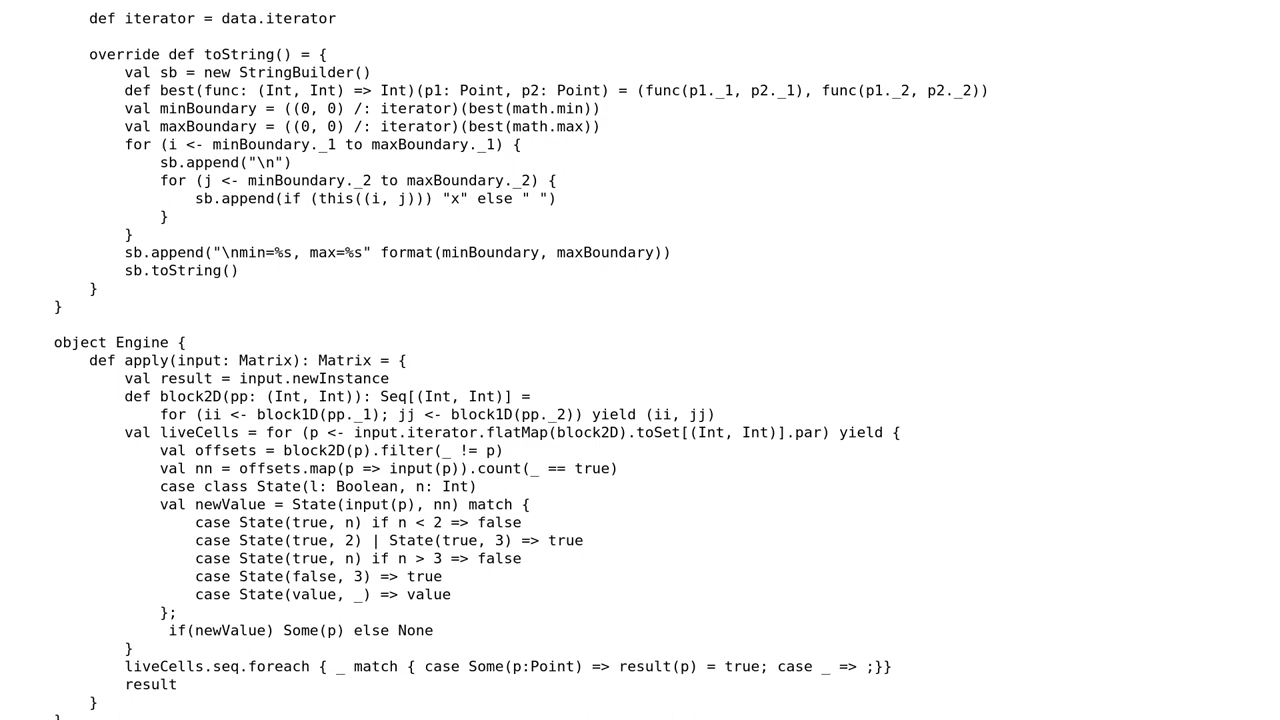 def iterator = data.iterator

override def toString() = {
val sb = new StringBuilder()
def best(func: (Int, Int) => Int)(p1: Point, p2: Point) = (func(p1._1, p2._1), func(p1._2, p2._2))
val minBoundary = ((0, 0) /: iterator)(best(math.min))
val maxBoundary = ((0, 0) /: iterator)(best(math.max))
for (i <- minBoundary._1 to maxBoundary._1) {
sb.append("\n")
for (j <- minBoundary._2 to maxBoundary._2) {
sb.append(if (this((i, j))) "x" else " ")
}
}
sb.append("\nmin=%s, max=%s" format(minBoundary, maxBoundary))
sb.toString()
}
}

object Engine {
def apply(input: Matrix): Matrix = {
val result = input.newInstance
def block2D(pp: (Int, Int)): Seq[(Int, Int)] =
for (ii <- block1D(pp._1); jj <- block1D(pp._2)) yield (ii, jj)
val liveCells = for (p <- input.iterator.flatMap(block2D).toSet[(Int, Int)].par) yield {
val offsets = block2D(p).filter(_ != p)
val nn = offsets.map(p => input(p)).count(_ == true)
case class State(l: Boolean, n: Int)
val newValue = State(input(p), nn) match {
case State(true, n) if n < 2 => false
case State(true, 2) | State(true, 3) => true
case State(true, n) if n > 3 => false
case State(false, 3) => true
case State(value, _) => value
};
if(newValue) Some(p) else None
}
liveCells.seq.foreach { _ match { case Some(p:Point) => result(p) = true; case _ => ;}}
result
}
}